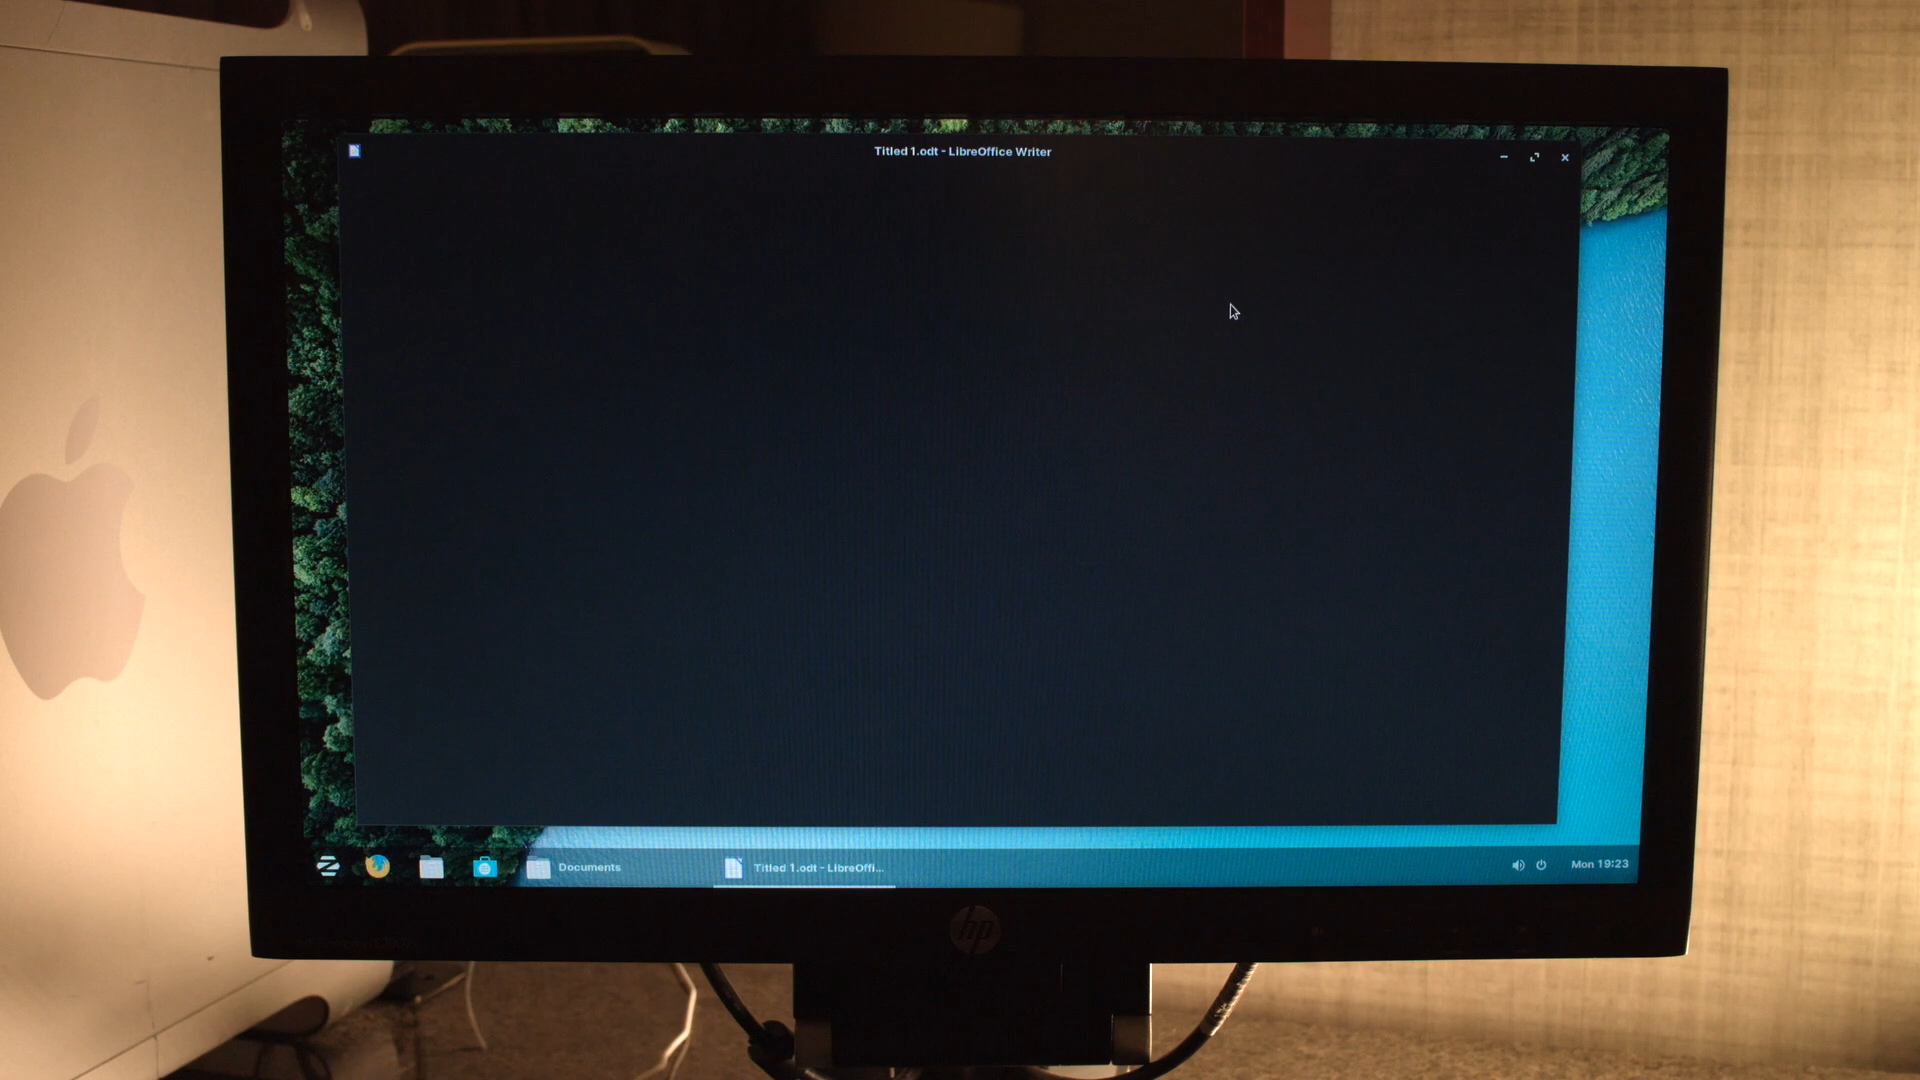 Titled 1.odt - LibreOffice Writer
Documents
Titled 1.odt - LibreOffi...
Mon 19:23
hp